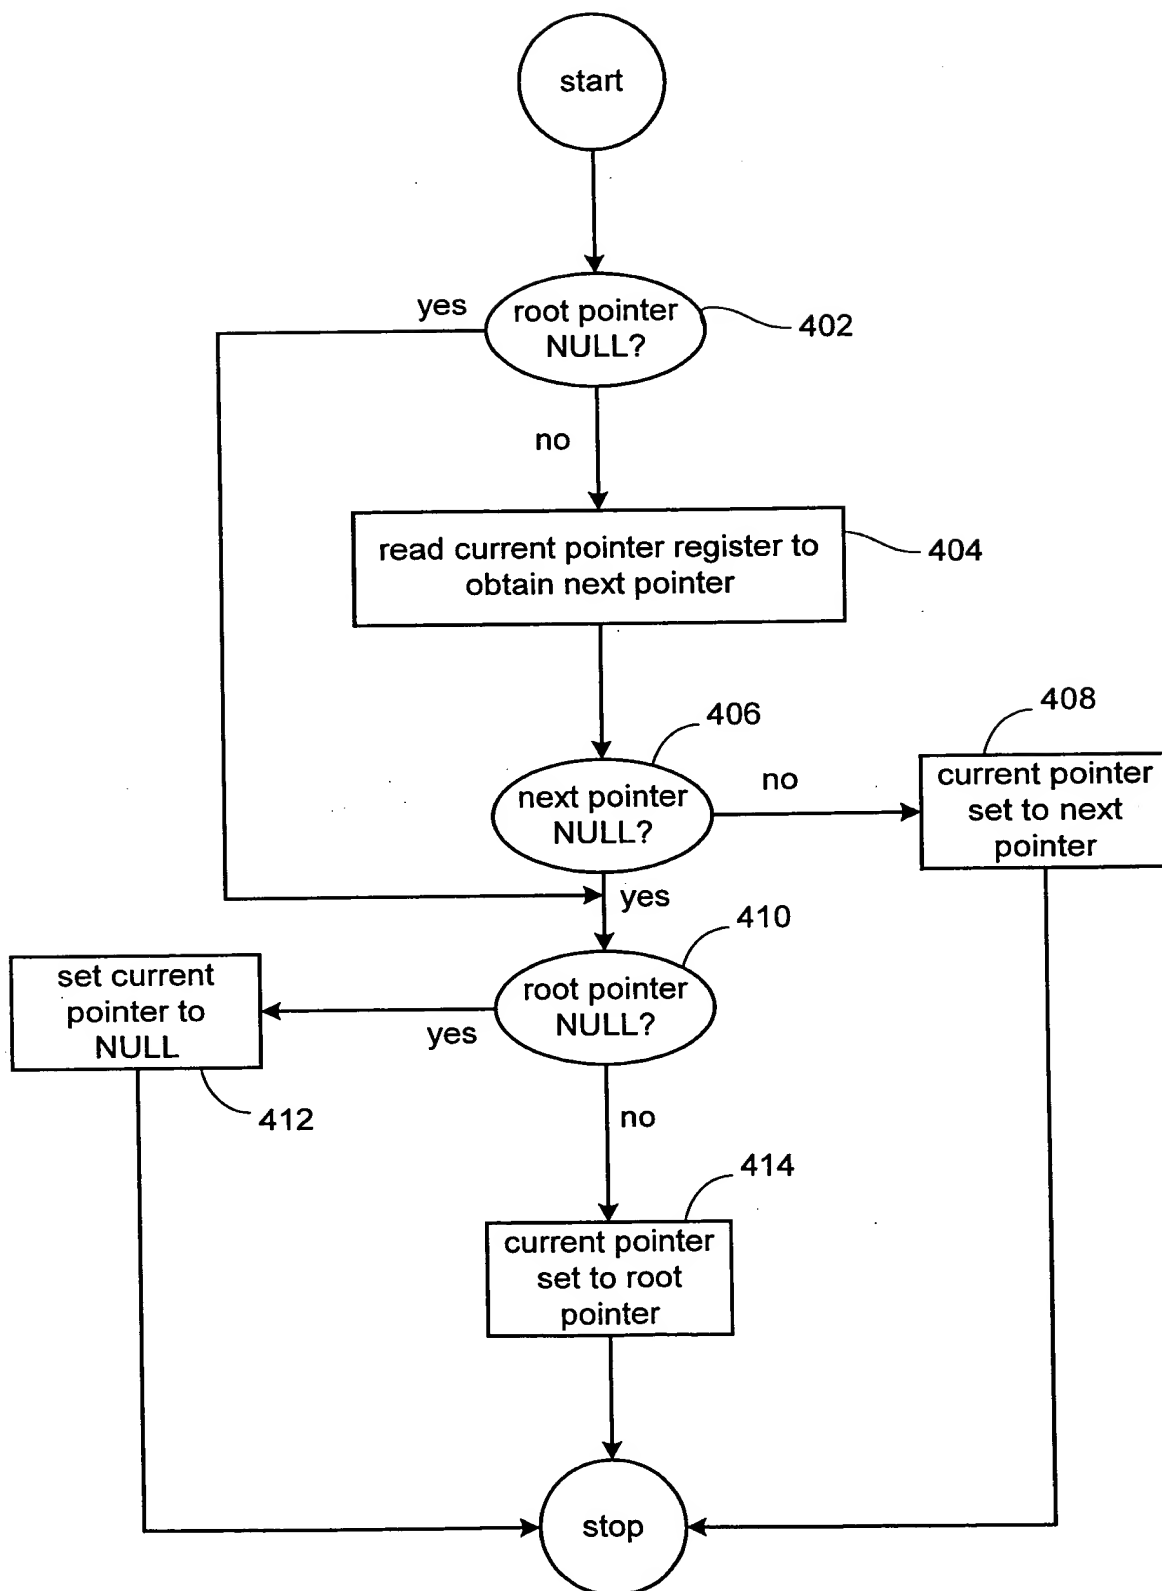 start
yes
root pointer
NULL?
402
no
read current pointer register to
obtain next pointer
404
406
408
next pointer
NULL?
no
current pointer
set to next
pointer
yes
410
set current
pointer to
NULL
root pointer
NULL?
yes
412
no
414
current pointer
set to root
pointer
stop